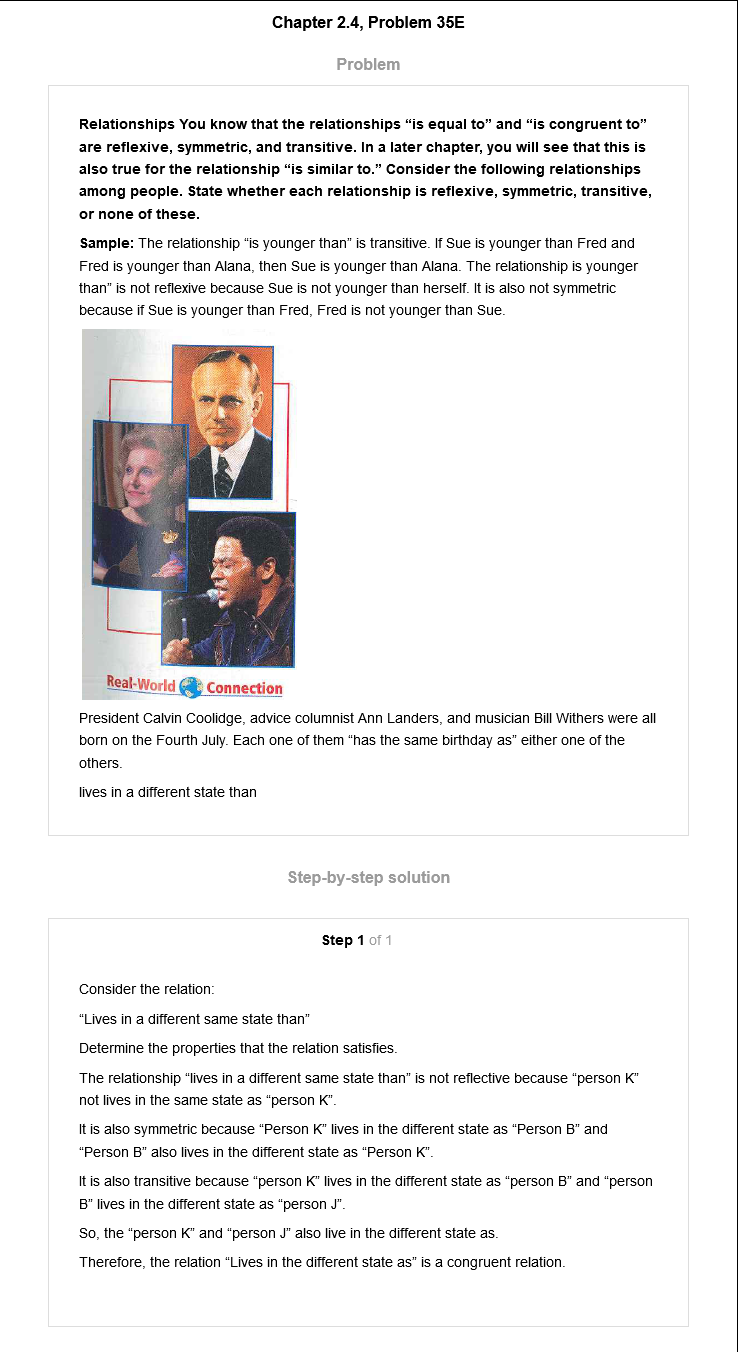 Chapter 2.4, Problem 35E
Problem
Relationships You know that the relationships “is equal to” and “is congruent to”
are reflexive, symmetric, and transitive. In a later chapter, you will see that this is
also true for the relationship “is similar to.” Consider the following relationships
among people. State whether each relationship is reflexive, symmetric, transitive,
or none of these.
Sample: The relationship “is younger than” is transitive. If Sue is younger than Fred and
Fred is younger than Alana, then Sue is younger than Alana. The relationship is younger
than” is not reflexive because Sue is not younger than herself. It is also not symmetric
because if Sue is younger than Fred, Fred is not younger than Sue.
Real-World Connection
President Calvin Coolidge, advice columnist Ann Landers, and musician Bill Withers were all
born on the Fourth July. Each one of them “has the same birthday as” either one of the
others.
lives in a different state than
Step-by-step solution
Step 1 of 1
Consider the relation:
“Lives in a different same state than”
Determine the properties that the relation satisfies.
The relationship “lives in a different same state than” is not reflective because “person K”
not lives in the same state as “person K”.
It is also symmetric because “Person K” lives in the different state as “Person B” and
“Person B” also lives in the different state as “Person K”.
It is also transitive because “person K” lives in the different state as “person B” and “person
B” lives in the different state as “person J”.
So, the “person K” and “person J” also live in the different state as.
Therefore, the relation “Lives in the different state as” is a congruent relation.